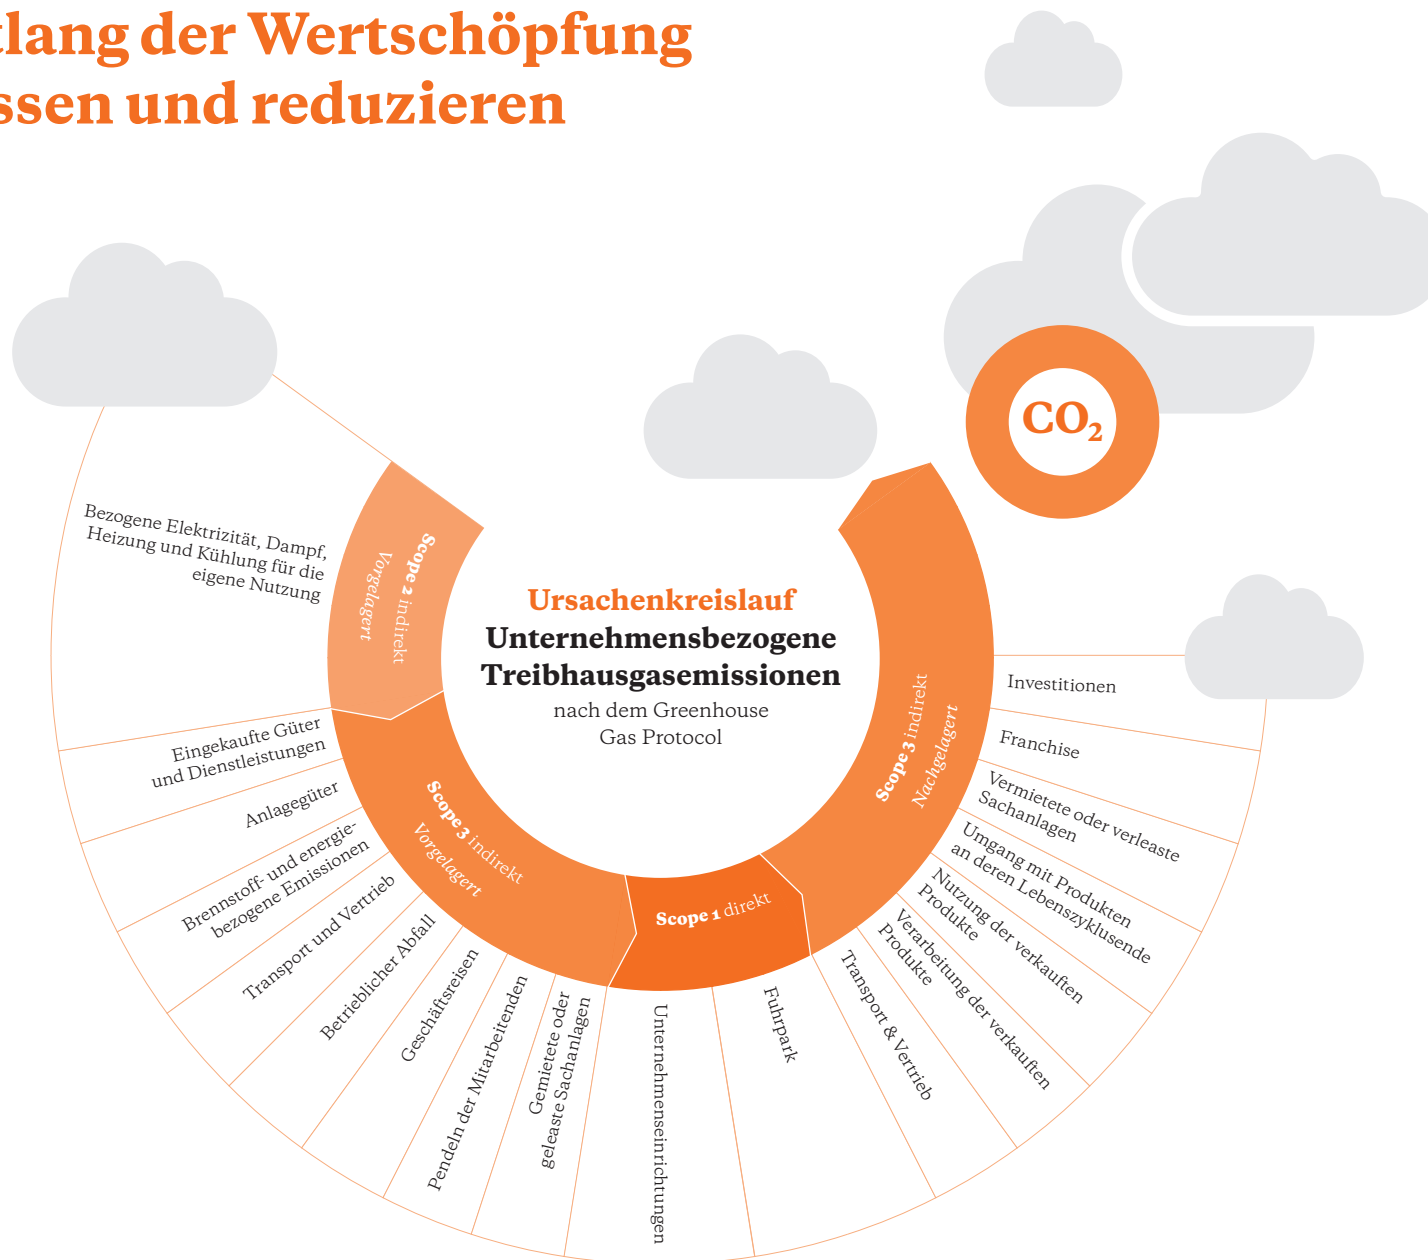 tlang der Wertschöpfung
ssen und reduzieren
CO₂
Ursachenkreislauf
Unternehmensbezogene
Treibhausgasemissionen
nach dem Greenhouse
Gas Protocol
Scope 2 indirekt
Vorgelagert
Bezogene Elektrizität, Dampf,
Heizung und Kühlung für die
eigene Nutzung
Scope 3 indirekt
Vorgelagert
Eingekaufte Güter
und Dienstleistungen
Anlagegüter
Brennstoff- und energie-
bezogene Emissionen
Transport und Vertrieb
Betrieblicher Abfall
Geschäftsreisen
Pendeln der Mitarbeitenden
Gemietete oder
geleaste Sachanlagen
Scope 1 direkt
Unternehmenseinrichtungen
Fuhrpark
Scope 3 indirekt
Nachgelagert
Transport & Vertrieb
Verarbeitung der verkauften
Produkte
Nutzung der verkauften
Produkte
Umgang mit Produkten
an deren Lebenszyklusende
Vermietete oder verleaste
Sachanlagen
Franchise
Investitionen